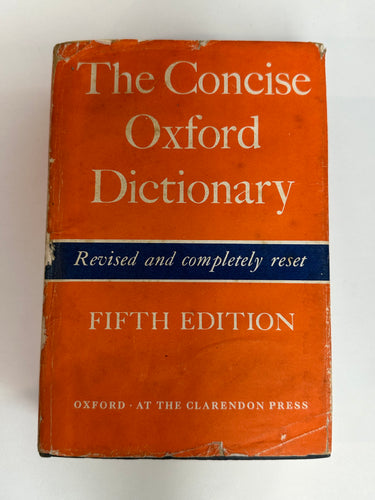 The Concise
Oxford
Dictionary
Revised and completely reset
FIFTH EDITION
OXFORD · AT THE CLARENDON PRESS